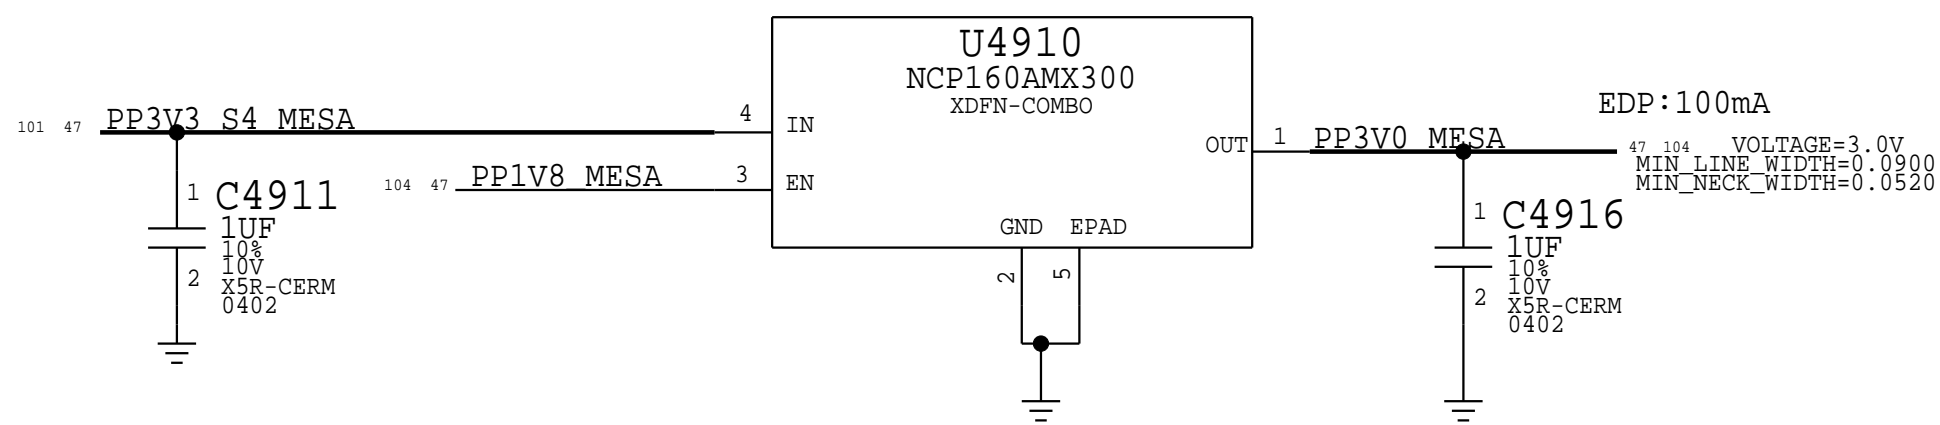 U4910
NCP160AMX300
XDFN-COMBO
101 47 PP3V3_S4_MESA
4
IN
104 47 PP1V8_MESA
3
EN
OUT
1
PP3V0_MESA
EDP:100mA
47 104 VOLTAGE=3.0V
MIN_LINE_WIDTH=0.0900
MIN_NECK_WIDTH=0.0520
GND EPAD
2
5
1
C4911
1UF
10%
10V
2
X5R-CERM
0402
1
C4916
1UF
10%
10V
2
X5R-CERM
0402